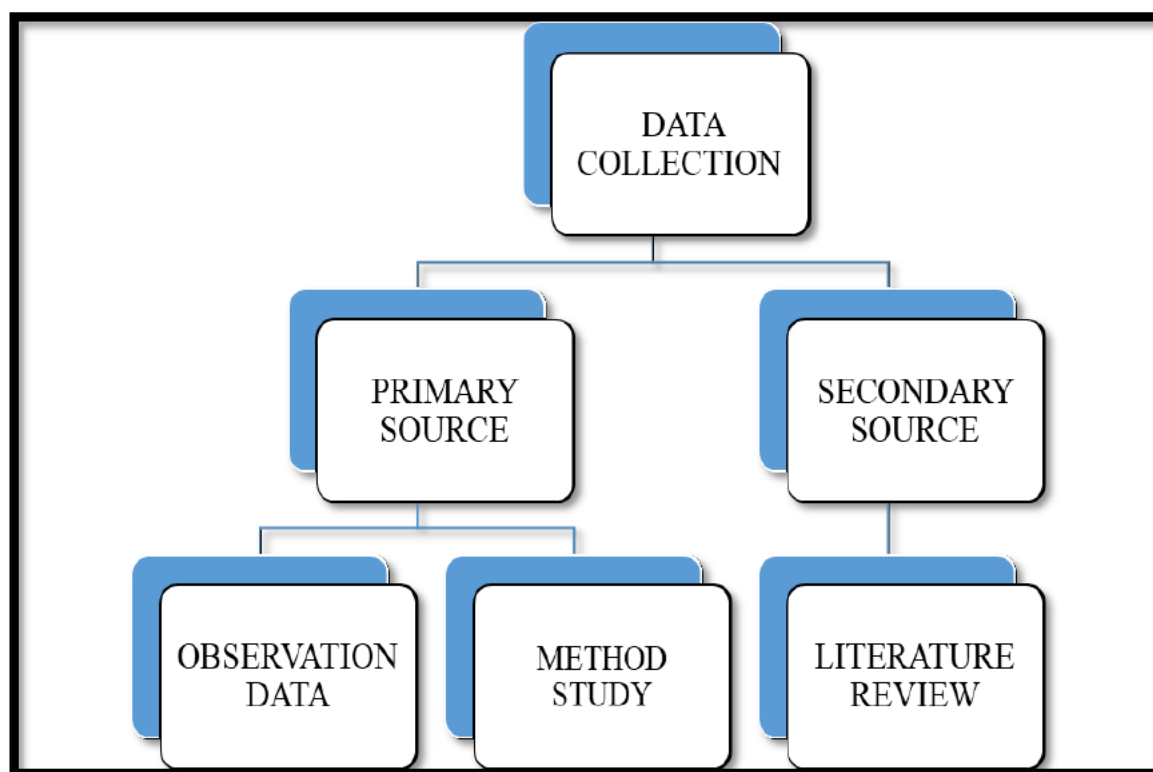 DATA
COLLECTION
PRIMARY
SOURCE
SECONDARY
SOURCE
OBSERVATION
DATA
METHOD
STUDY
LITERATURE
REVIEW